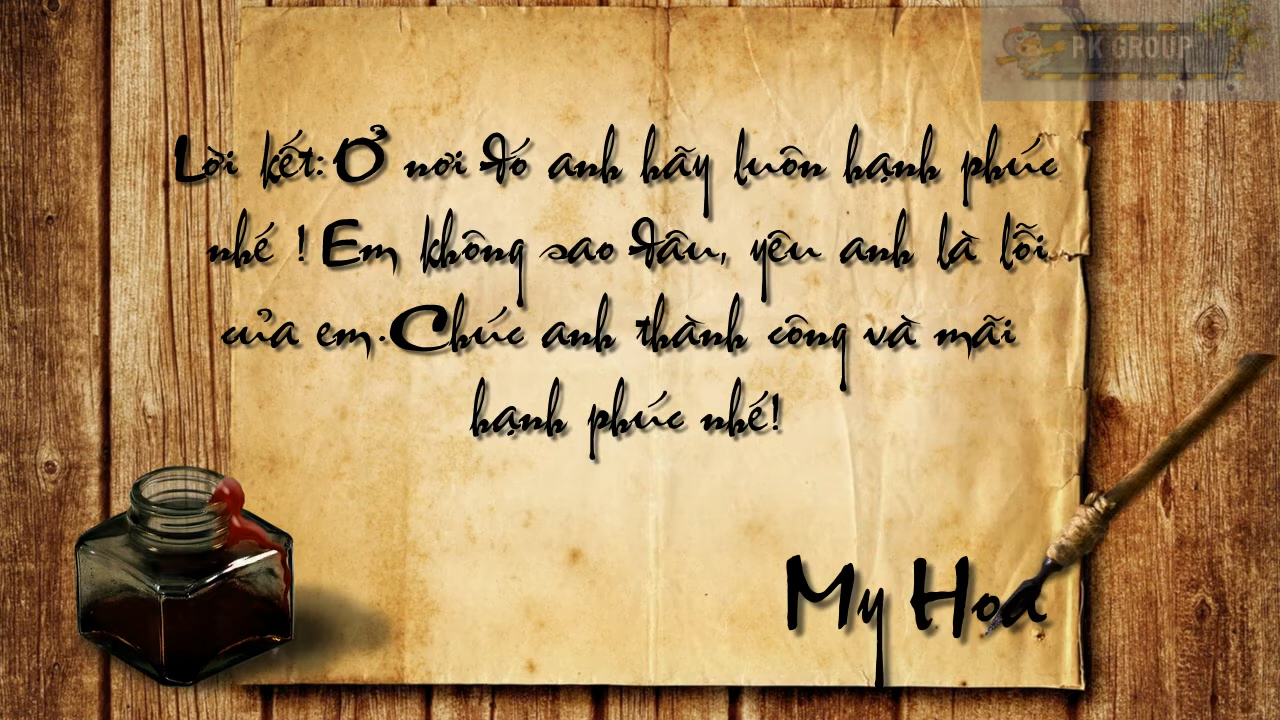 PK GROUP
Lời kết:Ở nơi đó anh hãy luôn hạnh phúc
nhé ! Em không sao đâu, yêu anh là lỗi
của em.Chúc anh thành công và mãi
hạnh phúc nhé!
My Hoa